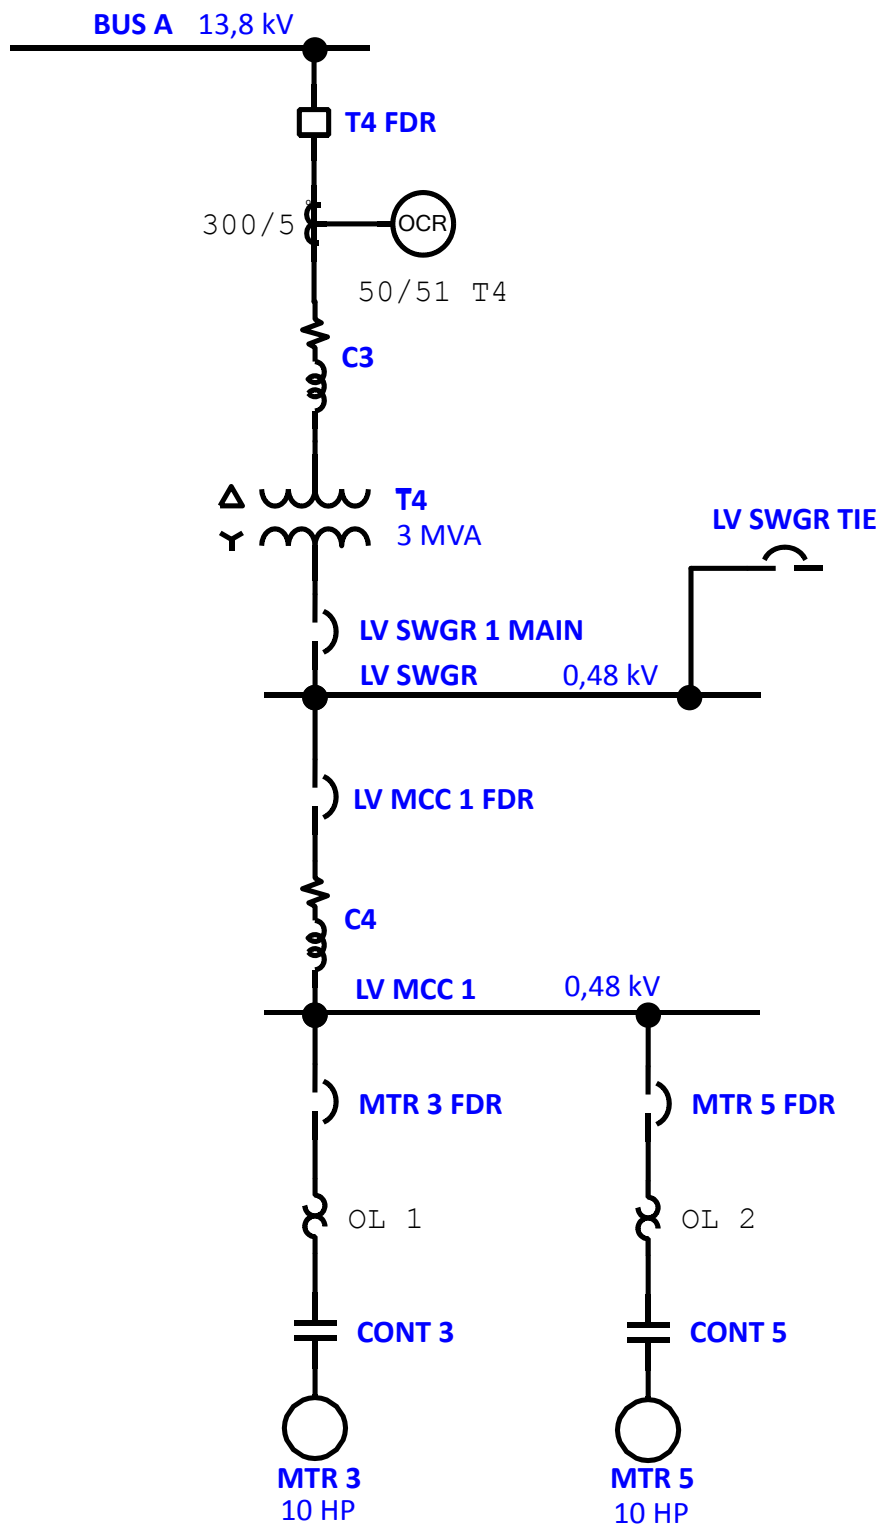 BUS A 13,8 kV
T4 FDR
300/5
OCR
50/51 T4
C3
T4
3 MVA
LV SWGR TIE
LV SWGR 1 MAIN
LV SWGR 0,48 kV
LV MCC 1 FDR
C4
LV MCC 1 0,48 kV
MTR 3 FDR
MTR 5 FDR
OL 1
OL 2
CONT 3
CONT 5
MTR 3
10 HP
MTR 5
10 HP